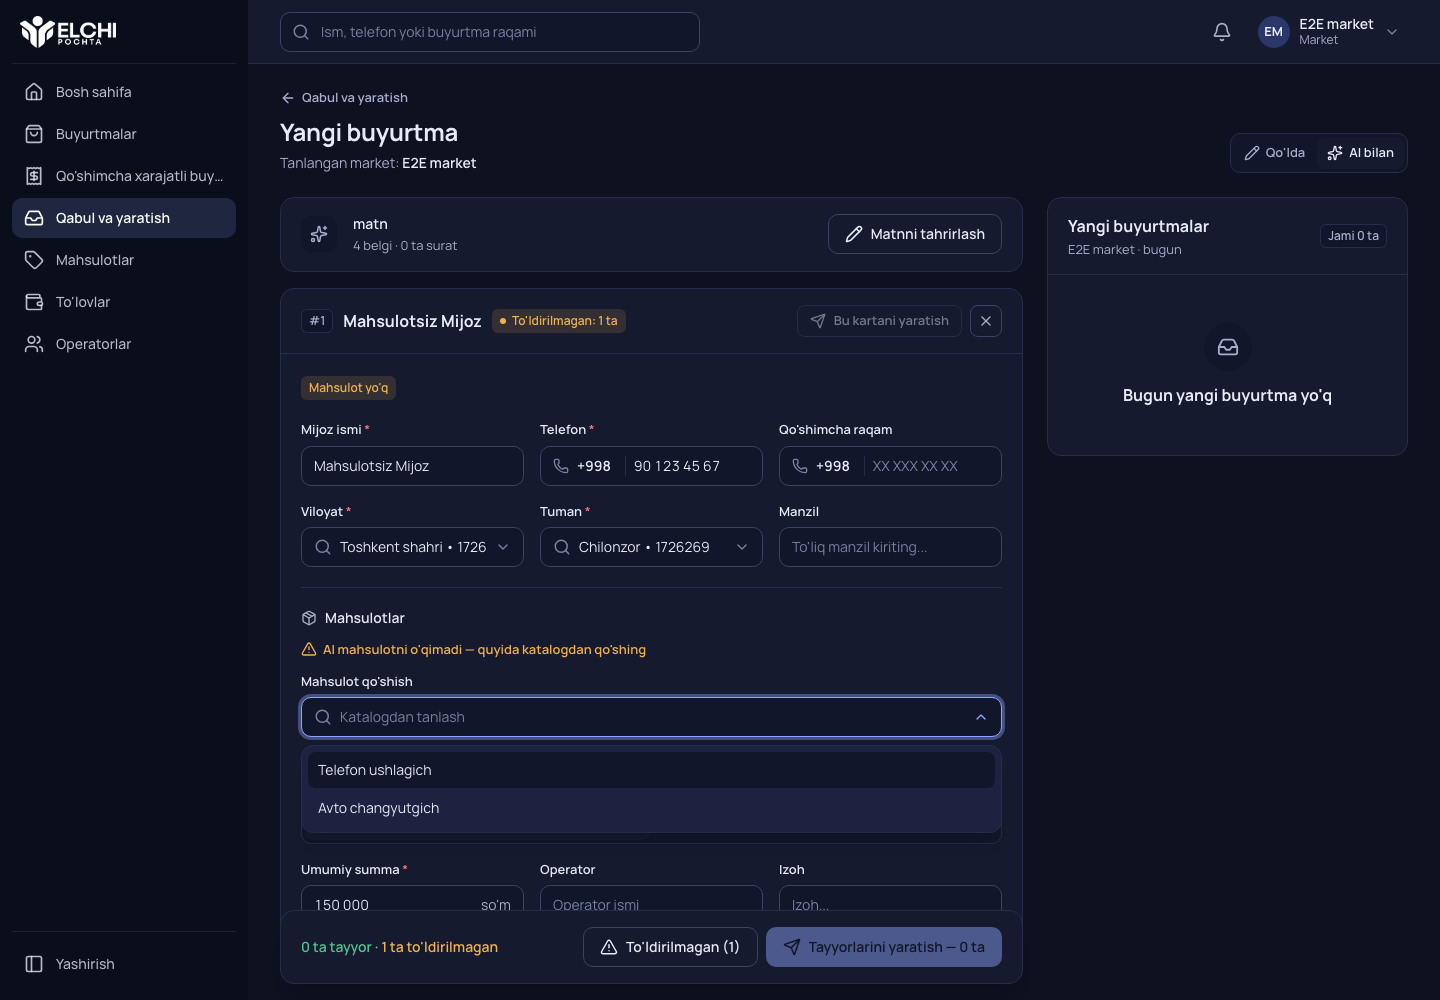 ELCHI
POCHTA
Ism, telefon yoki buyurtma raqami
EM
E2E market
Market
Bosh sahifa
Buyurtmalar
Qo'shimcha xarajatli buy...
Qabul va yaratish
Mahsulotlar
To'lovlar
Operatorlar
Yashirish
Qabul va yaratish
Yangi buyurtma
Tanlangan market: E2E market
Qo'lda
AI bilan
matn
4 belgi · 0 ta surat
Matnni tahrirlash
#1
Mahsulotsiz Mijoz
To'ldirilmagan: 1 ta
Bu kartani yaratish
Mahsulot yo'q
Mijoz ismi *
Telefon *
Qo'shimcha raqam
Mahsulotsiz Mijoz
+998 90 123 45 67
+998 XX XXX XX XX
Viloyat *
Tuman *
Manzil
Toshkent shahri • 1726
Chilonzor • 1726269
To'liq manzil kiriting...
Mahsulotlar
AI mahsulotni o'qimadi — quyida katalogdan qo'shing
Mahsulot qo'shish
Katalogdan tanlash
Telefon ushlagich
Avto changyutgich
Umumiy summa *
Operator
Izoh
150 000 so'm
Operator ismi
Izoh...
0 ta tayyor · 1 ta to'ldirilmagan
To'ldirilmagan (1)
Tayyorlarini yaratish — 0 ta
Yangi buyurtmalar
E2E market · bugun
Jami 0 ta
Bugun yangi buyurtma yo'q